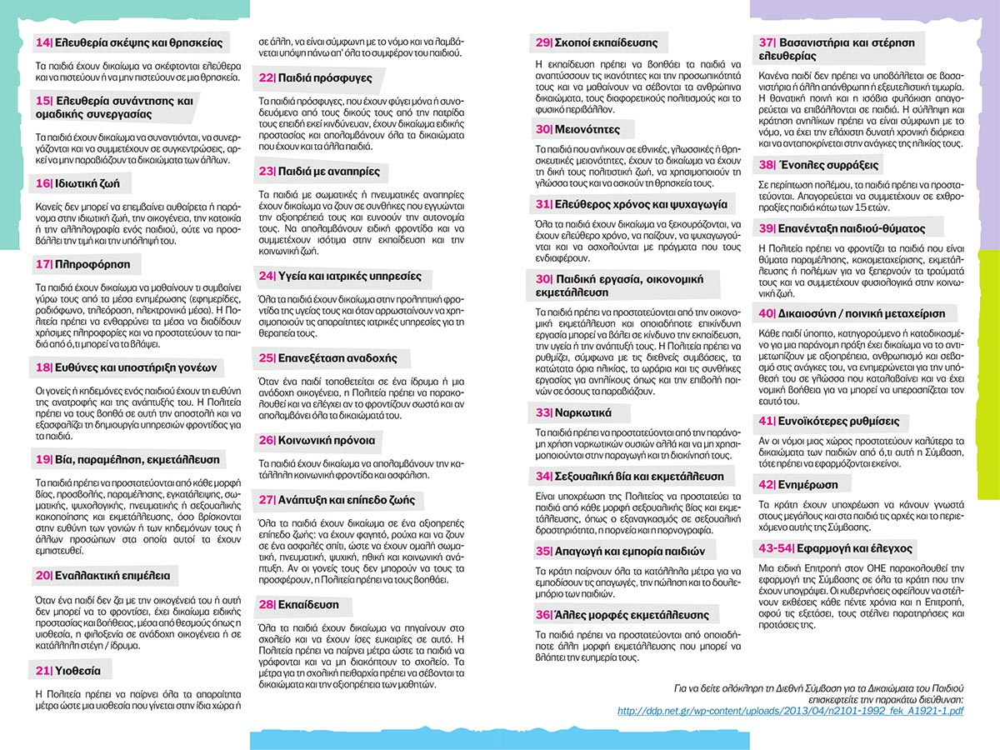 14| Ελευθερία σκέψης και θρησκείας
Τα παιδιά έχουν δικαίωμα να σκέφτονται ελεύθερα
και να πιστεύουν ή να μην πιστεύουν σε μια θρησκεία.
15| Ελευθερία συνάντησης και
ομαδικής συνεργασίας
Τα παιδιά έχουν δικαίωμα να συναντιόνται, να συνερ-
γάζονται και να συμμετέχουν σε συγκεντρώσεις, αρ-
κεί να μην παραβιάζουν τα δικαιώματα των άλλων.
16| Ιδιωτική ζωή
Κανείς δεν μπορεί να επεμβαίνει αυθαίρετα ή παρά-
νομα στην ιδιωτική ζωή, την οικογένεια, την κατοικία
ή την αλληλογραφία ενός παιδιού, ούτε να προσ-
βάλλει την τιμή και την υπόληψή του.
17| Πληροφόρηση
Τα παιδιά έχουν δικαίωμα να μαθαίνουν τι συμβαίνει
γύρω τους από τα μέσα ενημέρωσης (εφημερίδες,
ραδιόφωνο, τηλεόραση, ηλεκτρονικά μέσα). Η Πο-
λιτεία πρέπει να ενθαρρύνει τα μέσα να διαδίδουν
χρήσιμες πληροφορίες και να προστατεύουν τα παι-
διά από ό,τι μπορεί να τα βλάψει.
18| Ευθύνες και υποστήριξη γονέων
Οι γονείς ή κηδεμόνες ενός παιδιού έχουν τη ευθύνη
της ανατροφής και της ανάπτυξής του. Η Πολιτεία
πρέπει να τους βοηθά σε αυτή την αποστολή και να
εξασφαλίζει τη δημιουργία υπηρεσιών φροντίδας για
τα παιδιά.
19| Βία, παραμέληση, εκμετάλλευση
Τα παιδιά πρέπει να προστατεύονται από κάθε μορφή
βίας, προσβολής, παραμέλησης, εγκατάλειψης, σω-
ματικής, ψυχολογικής, πνευματικής ή σεξουαλικής
κακοποίησης και εκμετάλλευσης, όσο βρίσκονται
στην ευθύνη των γονιών ή των κηδεμόνων τους ή
άλλων προσώπων στα οποία αυτοί τα έχουν
εμπιστευθεί.
20| Εναλλακτική επιμέλεια
Όταν ένα παιδί δεν ζει με την οικογένειά του ή αυτή
δεν μπορεί να το φροντίσει, έχει δικαίωμα ειδικής
προστασίας και βοήθειας, μέσα από θεσμούς όπως η
υιοθεσία, η φιλοξενία σε ανάδοχη οικογένεια ή σε
κατάλληλη στέγη / ίδρυμα.
21| Υιοθεσία
Η Πολιτεία πρέπει να παίρνει όλα τα απαραίτητα
μέτρα ώστε μια υιοθεσία που γίνεται στην ίδια χώρα ή
σε άλλη, να είναι σύμφωνη με το νόμο και να λαμβά-
νεται υπόψη πάνω απ' όλα το συμφέρον του παιδιού.
22| Παιδιά πρόσφυγες
Τα παιδιά πρόσφυγες, που έχουν φύγει μόνα ή συνο-
δευόμενα από τους δικούς τους από την πατρίδα
τους επειδή εκεί κινδύνευαν, έχουν δικαίωμα ειδικής
προστασίας και απολαμβάνουν όλα τα δικαιώματα
που έχουν και τα άλλα παιδιά.
23| Παιδιά με αναπηρίες
Τα παιδιά με σωματικές ή πνευματικές αναπηρίες
έχουν δικαίωμα να ζουν σε συνθήκες που εγγυώνται
την αξιοπρέπειά τους και ευνοούν την αυτονομία
τους. Να απολαμβάνουν ειδική φροντίδα και να
συμμετέχουν ισότιμα στην εκπαίδευση και την
κοινωνική ζωή.
24| Υγεία και ιατρικές υπηρεσίες
Όλα τα παιδιά έχουν δικαίωμα στην προληπτική φρο-
ντίδα της υγείας τους και όταν αρρωσταίνουν να χρη-
σιμοποιούν τις απαραίτητες ιατρικές υπηρεσίες για τη
θεραπεία τους.
25| Επανεξέταση αναδοχής
Όταν ένα παιδί τοποθετείται σε ένα ίδρυμα ή μια
ανάδοχη οικογένεια, η Πολιτεία πρέπει να παρακο-
λουθεί και να ελέγχει αν το φροντίζουν σωστά και αν
απολαμβάνει όλα τα δικαιώματά του.
26| Κοινωνική πρόνοια
Τα παιδιά έχουν δικαίωμα να απολαμβάνουν την κα-
τάλληλη κοινωνική φροντίδα και ασφάλιση.
27| Ανάπτυξη και επίπεδο ζωής
Όλα τα παιδιά έχουν δικαίωμα σε ένα αξιοπρεπές
επίπεδο ζωής: να έχουν φαγητό, ρούχα και να ζουν
σε ένα ασφαλές σπίτι, ώστε να έχουν ομαλή σωμα-
τική, πνευματική, ψυχική, ηθική και κοινωνική ανά-
πτυξη. Αν οι γονείς τους δεν μπορούν να τους τα
προσφέρουν, η Πολιτεία πρέπει να τους βοηθήσει.
28| Εκπαίδευση
Όλα τα παιδιά έχουν δικαίωμα να πηγαίνουν στο
σχολείο και να έχουν ίσες ευκαιρίες σε αυτό. Η
Πολιτεία πρέπει να παίρνει μέτρα ώστε τα παιδιά να
γράφονται και να μη διακόπτουν το σχολείο. Τα
μέτρα για τη σχολική πειθαρχία πρέπει να σέβονται τα
δικαιώματα και την αξιοπρέπεια των μαθητών.
29| Σκοποί εκπαίδευσης
Η εκπαίδευση πρέπει να βοηθάει τα παιδιά να
αναπτύσσουν τις ικανότητες και την προσωπικότητά
τους και να μαθαίνουν να σέβονται τα ανθρώπινα
δικαιώματα, τους διαφορετικούς πολιτισμούς και το
φυσικό περιβάλλον.
30| Μειονότητες
Τα παιδιά που ανήκουν σε εθνικές, γλωσσικές ή θρη-
σκευτικές μειονότητες, έχουν το δικαίωμα να έχουν
τη δική τους πολιτιστική ζωή, να χρησιμοποιούν τη
γλώσσα τους και να ασκούν τη θρησκεία τους.
31| Ελεύθερος χρόνος και ψυχαγωγία
Όλα τα παιδιά έχουν δικαίωμα να ξεκουράζονται, να
έχουν ελεύθερο χρόνο, να παίζουν, να ψυχαγωγού-
νται και να ασχολούνται με πράγματα που τους
ενδιαφέρουν.
30| Παιδική εργασία, οικονομική
εκμετάλλευση
Τα παιδιά πρέπει να προστατεύονται από την οικονο-
μική εκμετάλλευση και οποιαδήποτε επικίνδυνη
εργασία μπορεί να βάλει σε κίνδυνο την εκπαίδευση,
την υγεία ή την ανάπτυξή τους. Η Πολιτεία πρέπει να
ρυθμίζει, σύμφωνα με τις διεθνείς συμβάσεις, τα
κατώτατα όρια ηλικίας, τα ωράρια και τις συνθήκες
εργασίας για ανηλίκους όπως και την επιβολή ποι-
νών σε όσους τα παραβιάζουν.
33| Ναρκωτικά
Τα παιδιά πρέπει να προστατεύονται από την παράνο-
μη χρήση ναρκωτικών ουσιών αλλά και να μη χρησι-
μοποιούνται στην παραγωγή και τη διακίνησή τους.
34| Σεξουαλική βία και εκμετάλλευση
Είναι υποχρέωση της Πολιτείας να προστατεύει τα
παιδιά από κάθε μορφή σεξουαλικής βίας και εκμε-
τάλλευσης, όπως ο εξαναγκασμός σε σεξουαλική
δραστηριότητα, η πορνεία και η πορνογραφία.
35| Απαγωγή και εμπορία παιδιών
Τα κράτη παίρνουν όλα τα κατάλληλα μέτρα για να
εμποδίσουν τις απαγωγές, την πώληση και το δουλε-
μπόριο των παιδιών.
36| Άλλες μορφές εκμετάλλευσης
Τα παιδιά πρέπει να προστατεύονται από οποιαδή-
ποτε άλλη μορφή εκμετάλλευσης που μπορεί να
βλάπτει την ευημερία τους.
37| Βασανιστήρια και στέρηση
ελευθερίας
Κανένα παιδί δεν πρέπει να υποβάλλεται σε βασα-
νιστήρια ή άλλη απάνθρωπη ή εξευτελιστική τιμωρία.
Η θανατική ποινή και η ισόβια φυλάκιση απαγο-
ρεύεται να επιβάλλονται σε παιδιά. Η σύλληψη και
κράτηση ανηλίκων πρέπει να είναι σύμφωνη με το
νόμο, να έχει την ελάχιστη δυνατή χρονική διάρκεια
και να ανταποκρίνεται στην ανάγκες της ηλικίας τους.
38| Ένοπλες συρράξεις
Σε περίπτωση πολέμου, τα παιδιά πρέπει να προστα-
τεύονται. Απαγορεύεται να συμμετέχουν σε εχθρο-
πραξίες παιδιά κάτω των 15 ετών.
39| Επανένταξη παιδιού-θύματος
Η Πολιτεία πρέπει να φροντίζει τα παιδιά που είναι
θύματα παραμέλησης, κακομεταχείρισης, εκμετάλ-
λευσης ή πολέμων για να ξεπερνούν τα τραύματά
τους και να συμμετέχουν φυσιολογικά στην κοινω-
νική ζωή.
40| Δικαιοσύνη / ποινική μεταχείριση
Κάθε παιδί ύποπτο, κατηγορούμενο ή καταδικασμέ-
νο για μια παράνομη πράξη έχει δικαίωμα να το αντι-
μετωπίζουν με αξιοπρέπεια, ανθρωπισμό και σεβα-
σμό στις ανάγκες του, να ενημερώνεται για την υπό-
θεσή του σε γλώσσα που καταλαβαίνει και να έχει
νομική βοήθεια για να μπορεί να υπερασπίζεται τον
εαυτό του.
41| Ευνοϊκότερες ρυθμίσεις
Αν οι νόμοι μιας χώρας προστατεύουν καλύτερα τα
δικαιώματα των παιδιών από ό,τι αυτή η Σύμβαση,
τότε πρέπει να εφαρμόζονται εκείνοι.
42| Ενημέρωση
Τα κράτη έχουν υποχρέωση να κάνουν γνωστά
στους μεγάλους και στα παιδιά τις αρχές και το περιε-
χόμενο αυτής της Σύμβασης.
43-54| Εφαρμογή και έλεγχος
Μια ειδική Επιτροπή στον ΟΗΕ παρακολουθεί την
εφαρμογή της Σύμβασης σε όλα τα κράτη που την
έχουν υπογράψει. Οι κυβερνήσεις οφείλουν να στέλ-
νουν εκθέσεις κάθε πέντε χρόνια και η Επιτροπή,
αφού τις εξετάσει, τους στέλνει παρατηρήσεις και
προτάσεις της.
Για να δείτε ολόκληρη τη Διεθνή Σύμβαση για τα Δικαιώματα του Παιδιού
επισκεφτείτε την παρακάτω διεύθυνση:
http://ddp.net.gr/wp-content/uploads/2013/04/n2101-1992_fek_A1921-1.pdf